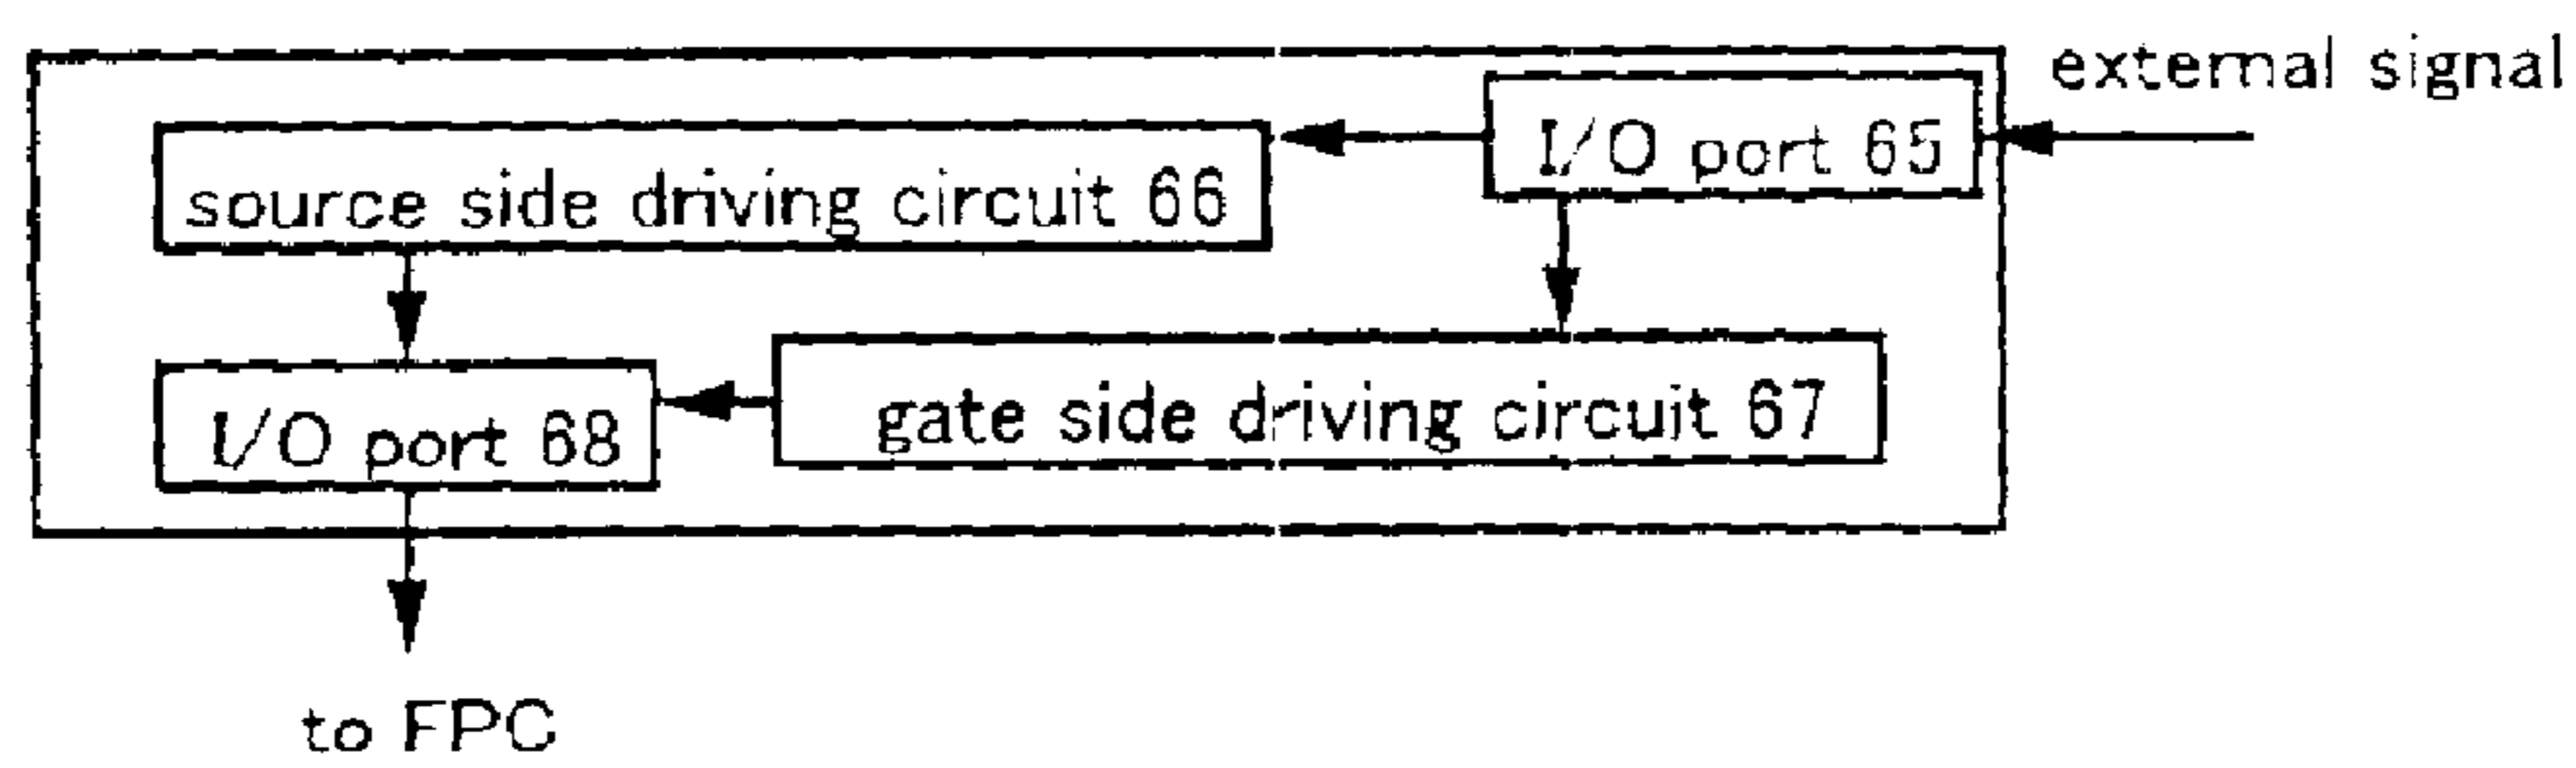 external signal
I/O port 65
source side driving circuit 66
I/O port 68
gate side driving circuit 67
to FPC